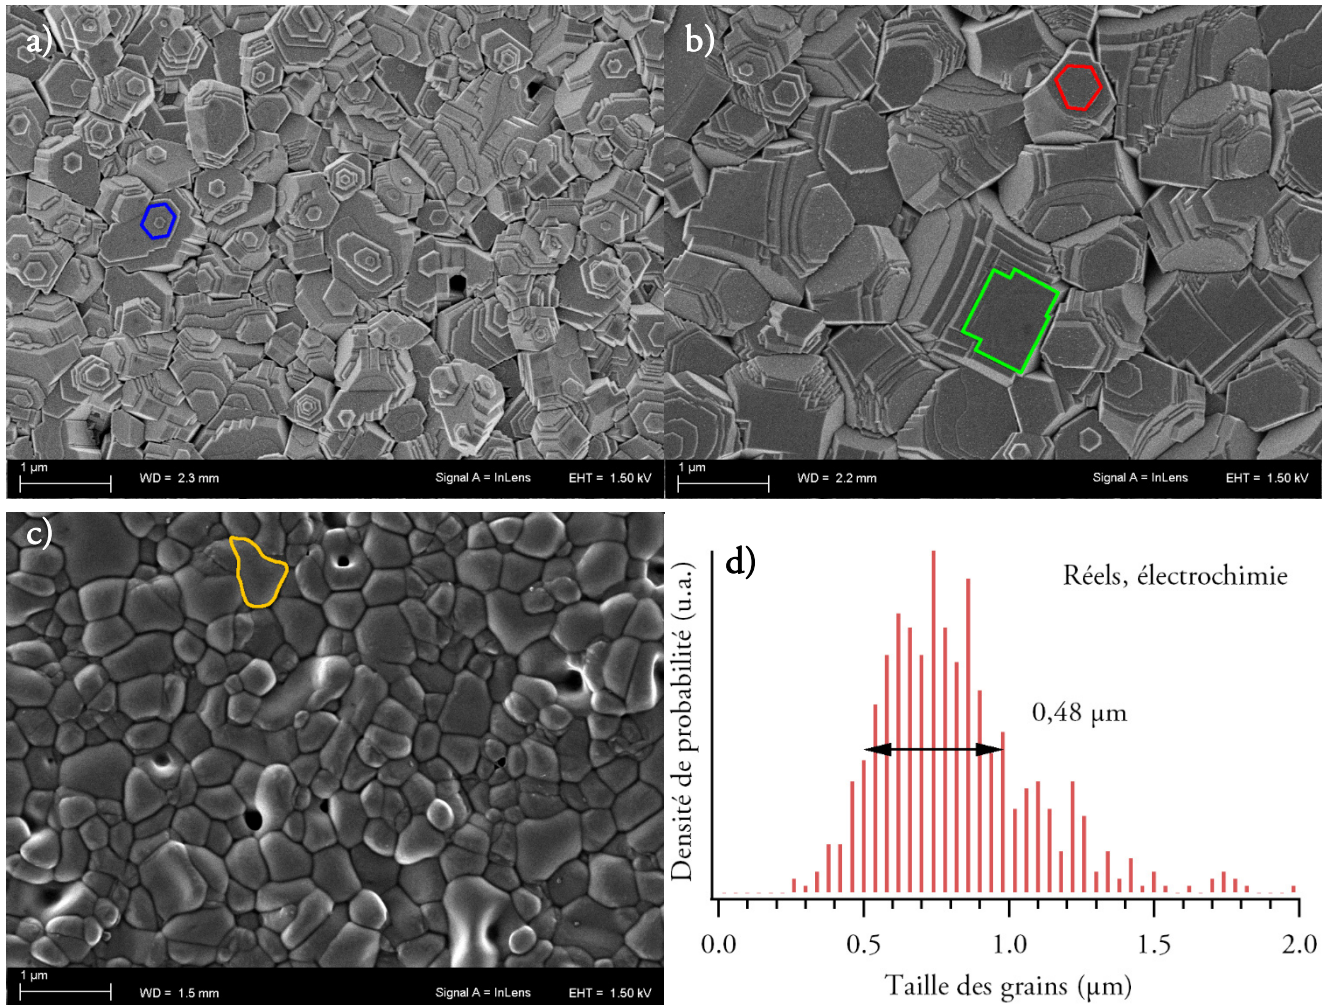 a)
1 µm
WD = 2.3 mm
Signal A = InLens
EHT = 1.50 kV
b)
1 µm
WD = 2.2 mm
Signal A = InLens
EHT = 1.50 kV
c)
1 µm
WD = 1.5 mm
Signal A = InLens
EHT = 1.50 kV
d)
Réels, électrochimie
0,48 µm
Densité de probabilité (u.a.)
0.0 0.5 1.0 1.5 2.0
Taille des grains (µm)